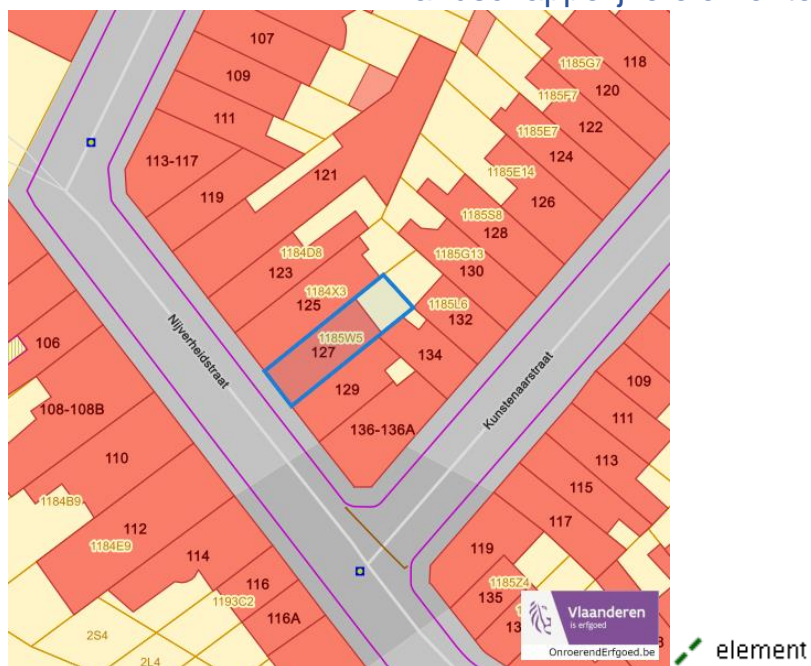 107
1185G7
118
109
120
1185F7
111
122
1185E7
124
113-117
1185E14
121
119
126
1185S8
128
1184D8
1185G13
123
130
1184X3
125
1185L6
132
Nijverheidstraat
1185W5
127
106
134
Kunstenaarstraat
129
109
108-108B
136-136A
111
110
113
115
1184B9
117
112
1184E9
114
119
116
1185Z4
1193C2
135
116A
Vlaanderen
is erfgoed
2S4
OnroerendErfgoed.be
element
2L4